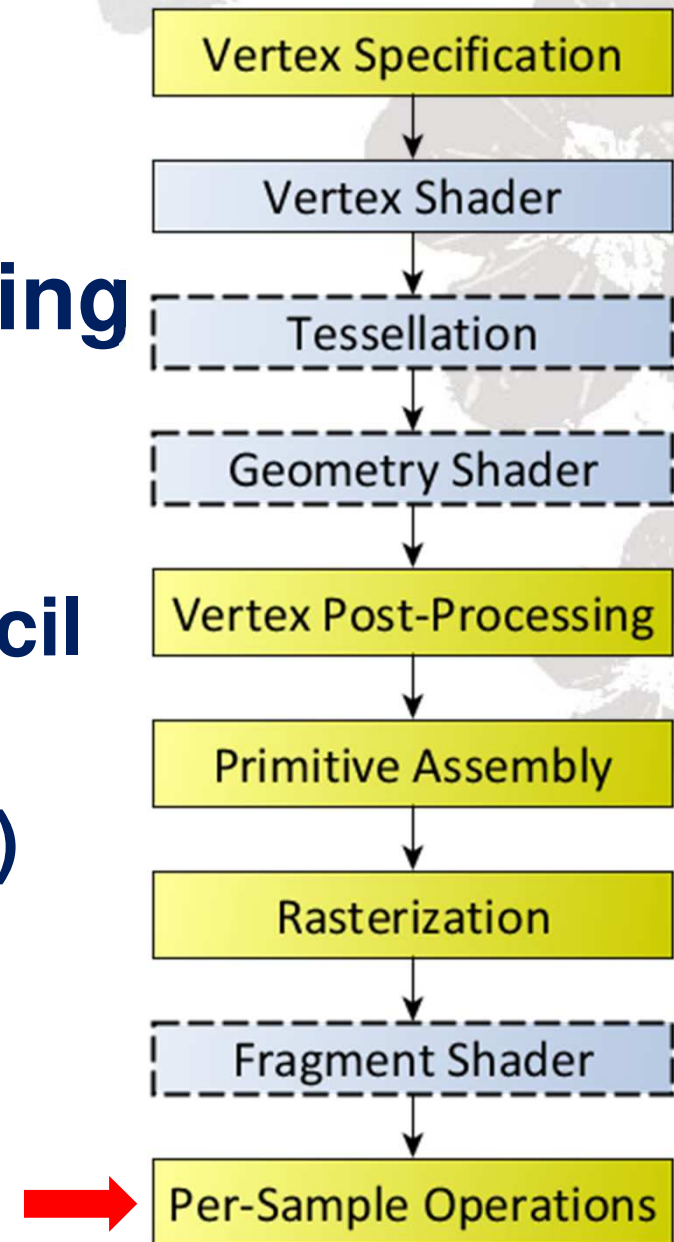 Vertex Specification
Vertex Shader
ing
Tessellation
Geometry Shader
cil
Vertex Post-Processing
Primitive Assembly
)
Rasterization
Fragment Shader
Per-Sample Operations